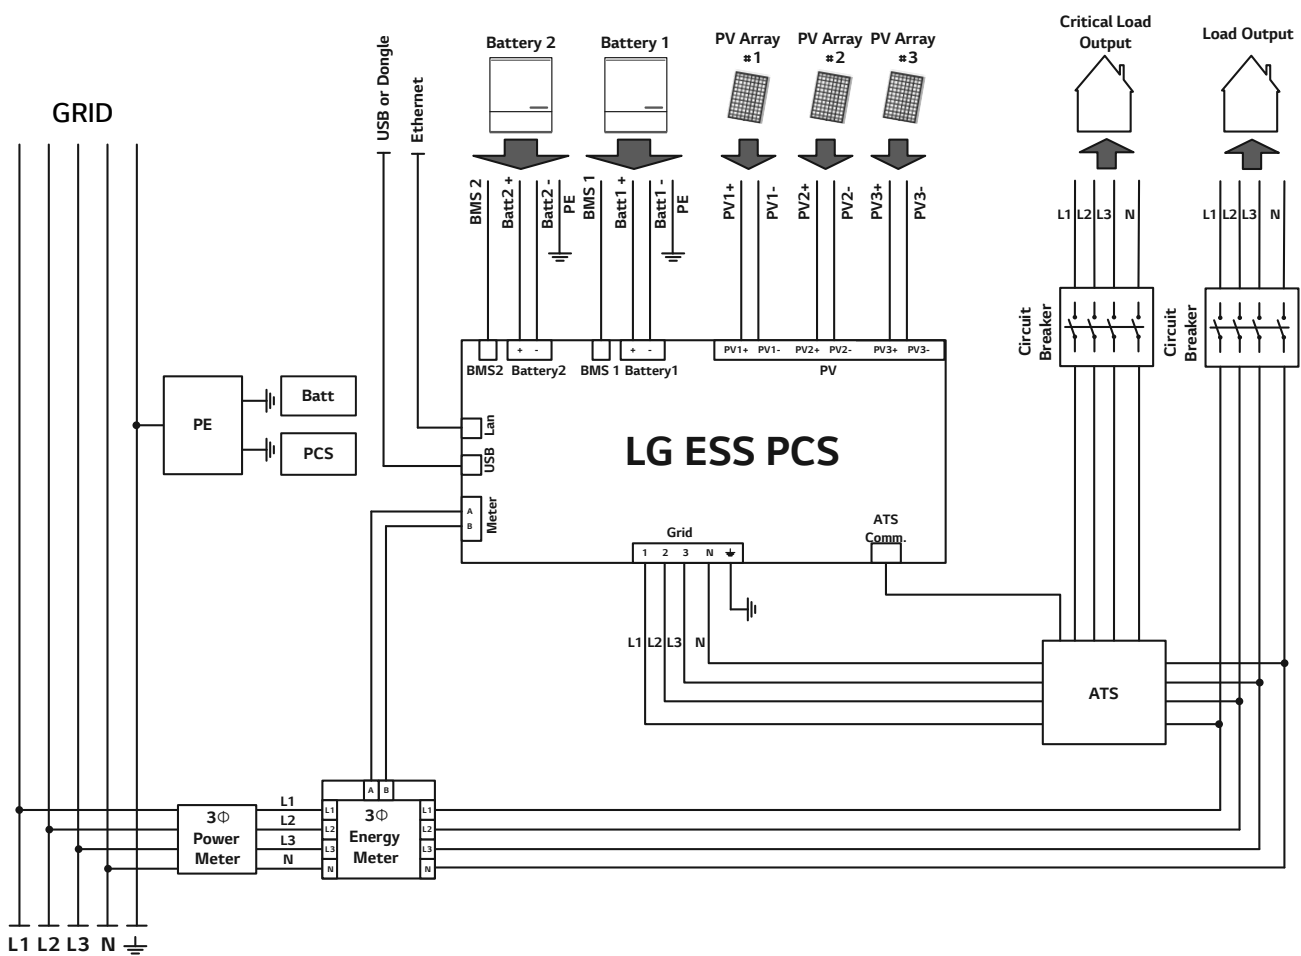 Critical Load
Output
Load Output
Battery 2
Battery 1
PV Array
#1
PV Array
#2
PV Array
#3
GRID
USB or Dongle
Ethernet
BMS 2
Batt2 +
Batt2 -
PE
BMS 1
Batt1 +
Batt1 -
PE
PV1+
PV1-
PV2+
PV2-
PV3+
PV3-
L1 L2 L3 N
L1 L2 L3 N
Circuit
Breaker
Circuit
Breaker
+ -
+ -
PV1+ PV1- PV2+ PV2- PV3+ PV3-
BMS2 Battery2
BMS 1 Battery1
PV
PE
Batt
PCS
Lan
USB
LG ESS PCS
Meter
A
B
Grid
1 2 3 N
ATS
Comm.
L1 L2 L3 N
ATS
A B
3Φ
Power
Meter
L1
L2
L3
N
L1
L2
L3
N
3Φ
Energy
Meter
L1
L2
L3
N
L1 L2 L3 N